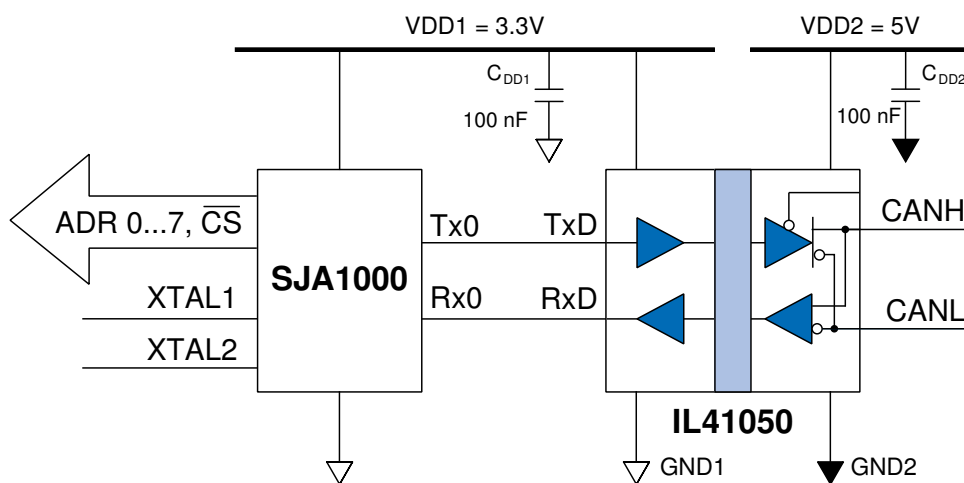 VDD1 = 3.3V
VDD2 = 5V
CDD1
100 nF
CDD2
100 nF
ADR 0...7, C̅S̅
Tx0
TxD
CANH
SJA1000
XTAL1
Rx0
RxD
CANL
XTAL2
IL41050
GND1
GND2